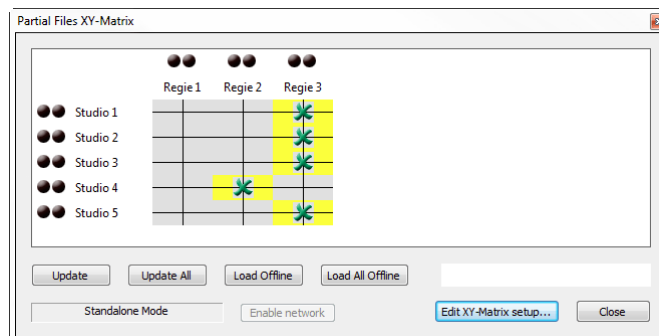 Partial Files XY-Matrix
Regie 1 Regie 2 Regie 3
Studio 1
Studio 2
Studio 3
Studio 4
Studio 5
Update Update All Load Offline Load All Offline
Standalone Mode Enable network Edit XY-Matrix setup... Close